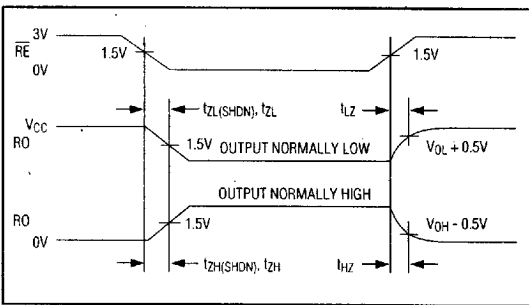 3V
R̅E̅
0V
1.5V
1.5V
tZL(SHDN), tZL
tLZ
VCC
RO
1.5V
OUTPUT NORMALLY LOW
VOL + 0.5V
OUTPUT NORMALLY HIGH
RO
0V
1.5V
VOH - 0.5V
tZH(SHDN), tZH
tHZ